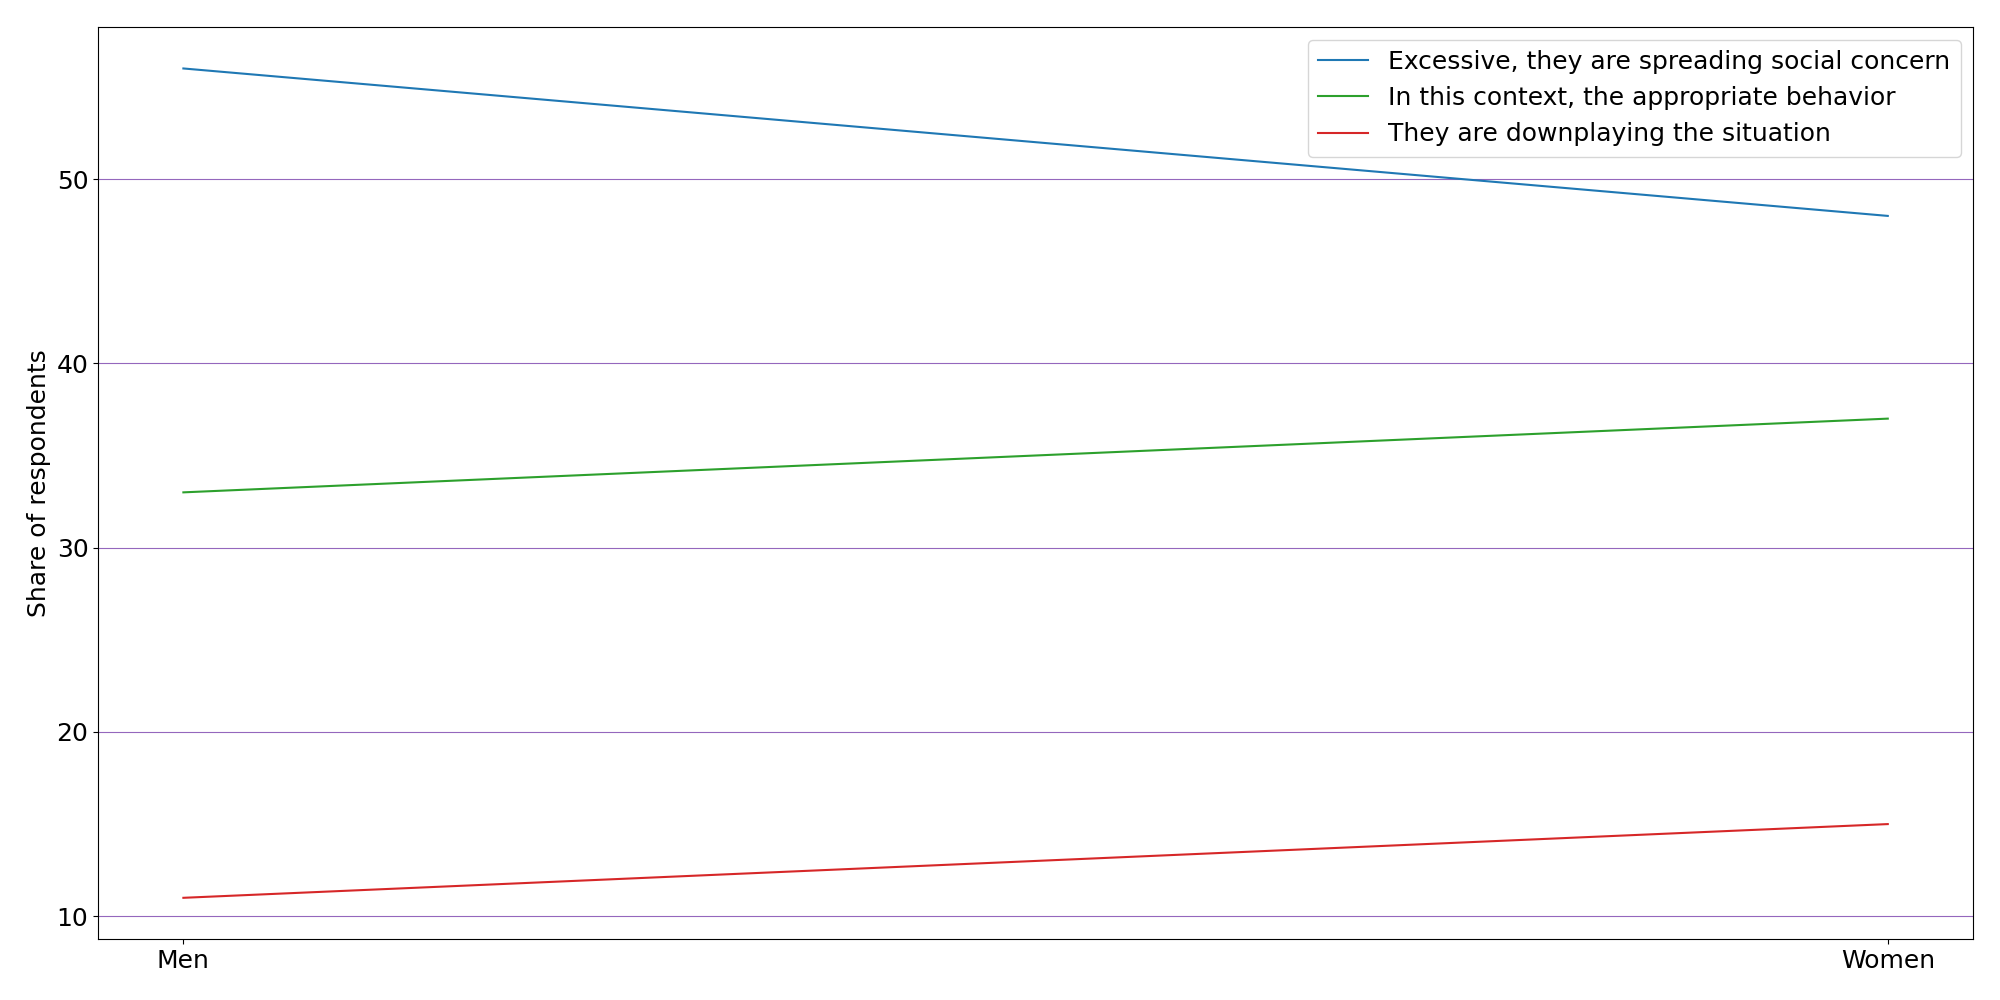 Excessive, they are spreading social concern
In this context, the appropriate behavior
They are downplaying the situation
Share of respondents
50
40
30
20
10
Men
Women